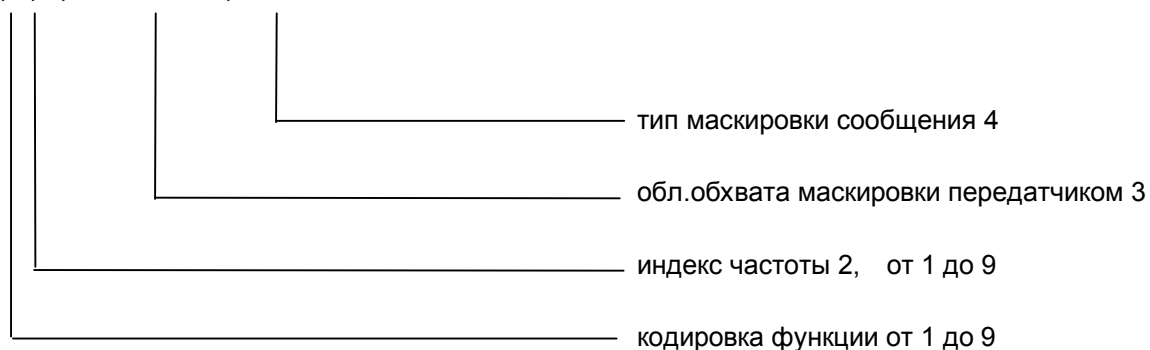 тип маскировки сообщения 4
обл.обхвата маскировки передатчиком 3
индекс частоты 2, от 1 до 9
кодировка функции от 1 до 9